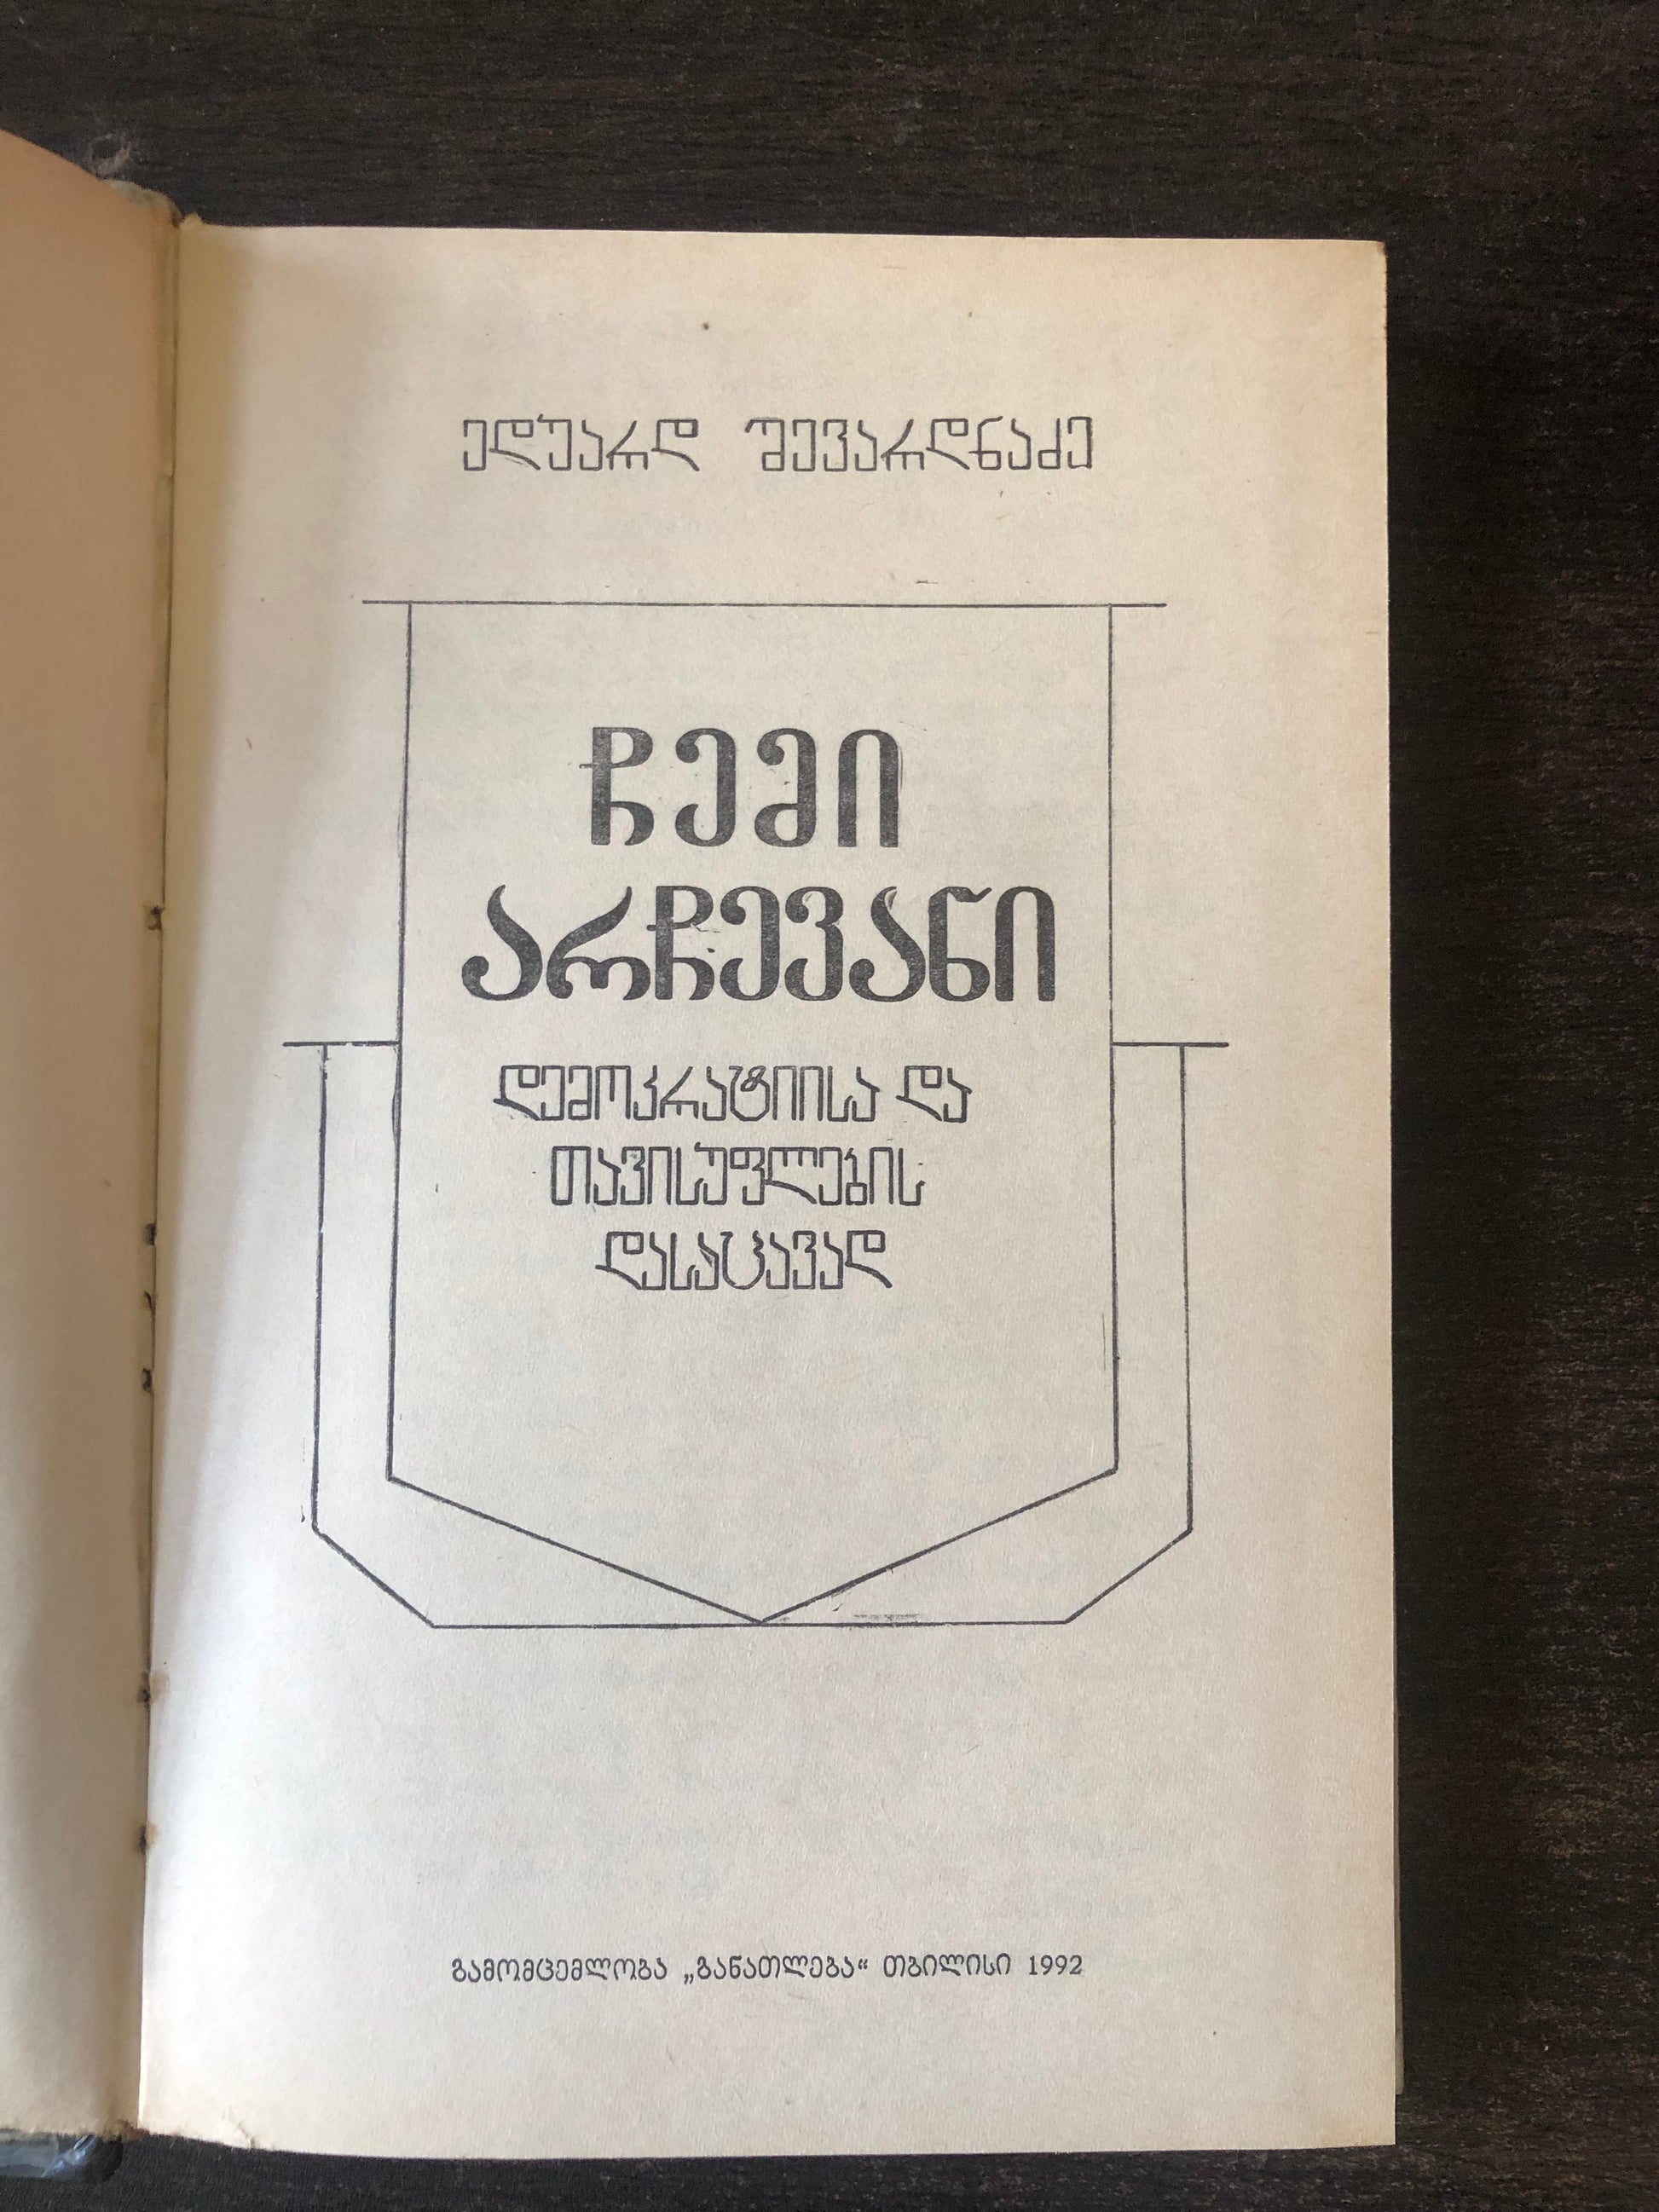 ედუარდ შევარდნაძე
ჩემი
არჩევანი
დემოკრატიისა და
თავისუფლების
დასაცავად
გამომცემლობა „განათლება“ თბილისი 1992